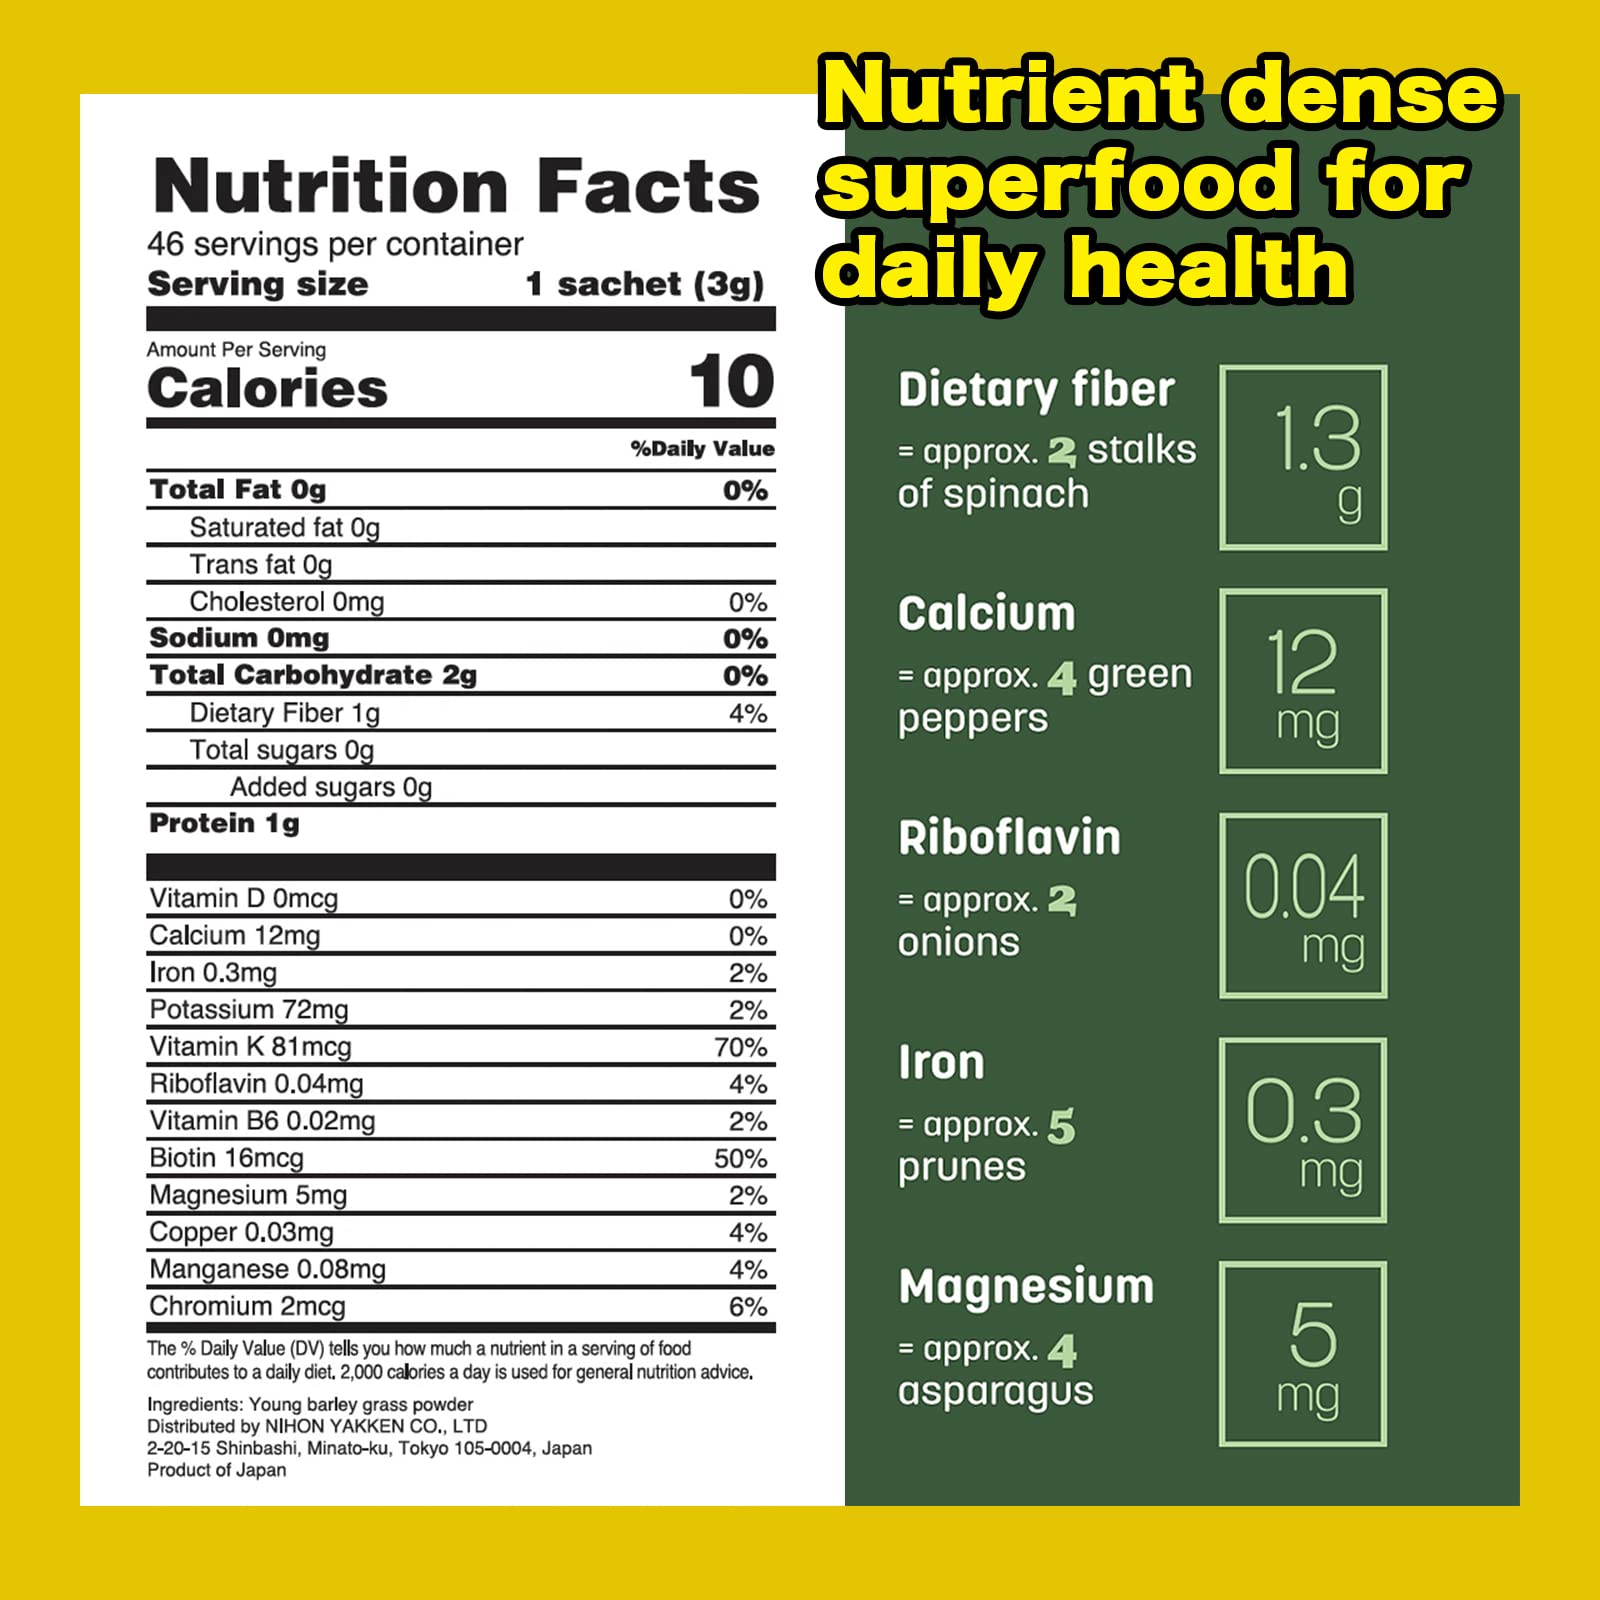 Nutrition Facts
46 servings per container
Serving size 1 sachet (3g)
Amount Per Serving
Calories 10
%Daily Value
Total Fat 0g 0%
Saturated fat 0g
Trans fat 0g
Cholesterol 0mg 0%
Sodium 0mg 0%
Total Carbohydrate 2g 0%
Dietary Fiber 1g 4%
Total sugars 0g
Added sugars 0g
Protein 1g
Vitamin D 0mcg 0%
Calcium 12mg 0%
Iron 0.3mg 2%
Potassium 72mg 2%
Vitamin K 81mcg 70%
Riboflavin 0.04mg 4%
Vitamin B6 0.02mg 2%
Biotin 16mcg 50%
Magnesium 5mg 2%
Copper 0.03mg 4%
Manganese 0.08mg 4%
Chromium 2mcg 6%
The % Daily Value (DV) tells you how much a nutrient in a serving of food
contributes to a daily diet. 2,000 calories a day is used for general nutrition advice.
Ingredients: Young barley grass powder
Distributed by NIHON YAKKEN CO., LTD
2-20-15 Shinbashi, Minato-ku, Tokyo 105-0004, Japan
Product of Japan
Nutrient dense
superfood for
daily health
Dietary fiber
= approx. 2 stalks
of spinach
1.3
g
Calcium
= approx. 4 green
peppers
12
mg
Riboflavin
= approx. 2
onions
0.04
mg
Iron
= approx. 5
prunes
0.3
mg
Magnesium
= approx. 4
asparagus
5
mg